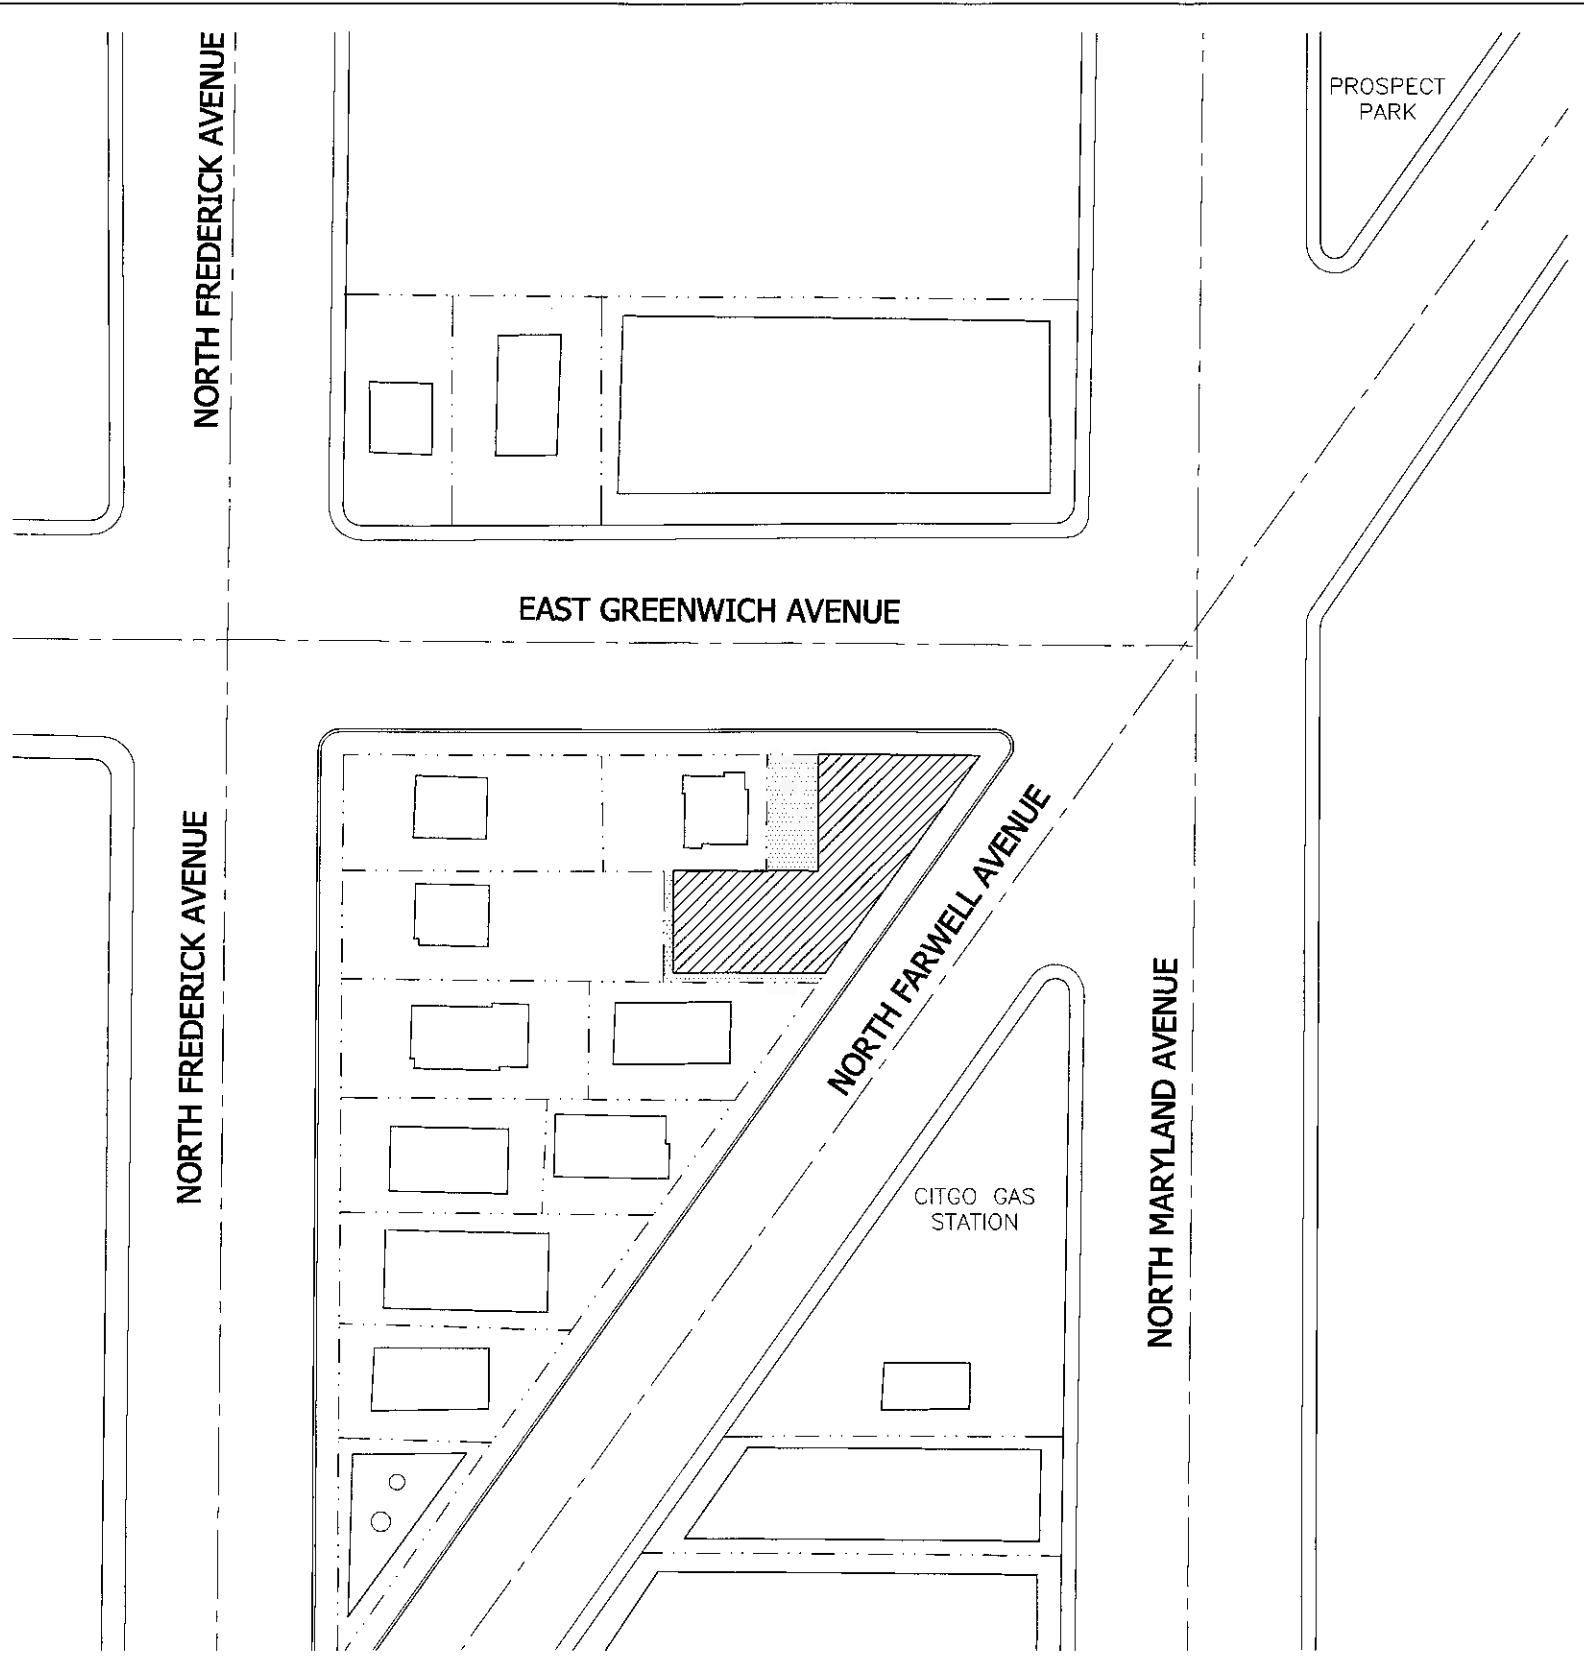 NORTH FREDERICK AVENUE
PROSPECT
PARK
EAST GREENWICH AVENUE
NORTH FREDERICK AVENUE
NORTH FARWELL AVENUE
NORTH MARYLAND AVENUE
CITGO GAS
STATION